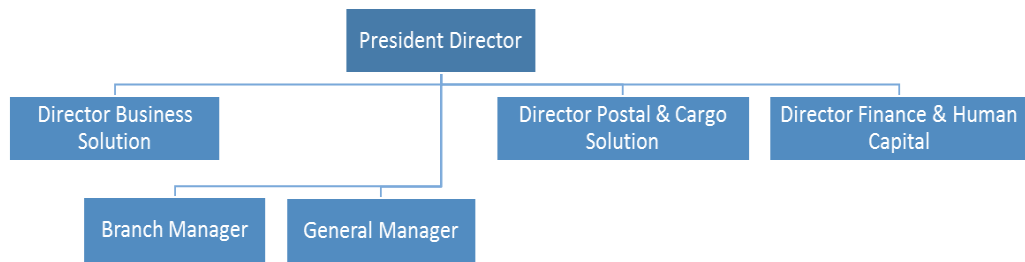 President Director
Director Business
Solution
Director Postal & Cargo
Solution
Director Finance & Human
Capital
Branch Manager
General Manager